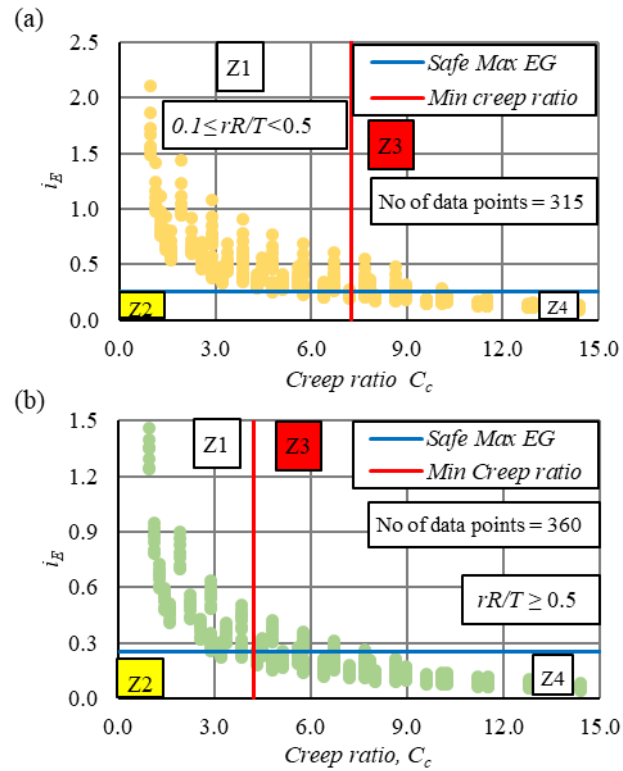 (a)
2.5
2.0
1.5
1.0
0.5
0.0
i_E
Z1
Safe Max EG
Min creep ratio
0.1≤rR/T<0.5
Z3
No of data points = 315
Z2
Z4
0.0 3.0 6.0 9.0 12.0 15.0
Creep ratio C_c
(b)
1.5
1.2
0.9
0.6
0.3
0.0
i_E
Z1
Z3
Safe Max EG
Min Creep ratio
No of data points = 360
rR/T ≥ 0.5
Z2
Z4
0.0 3.0 6.0 9.0 12.0 15.0
Creep ratio, C_c